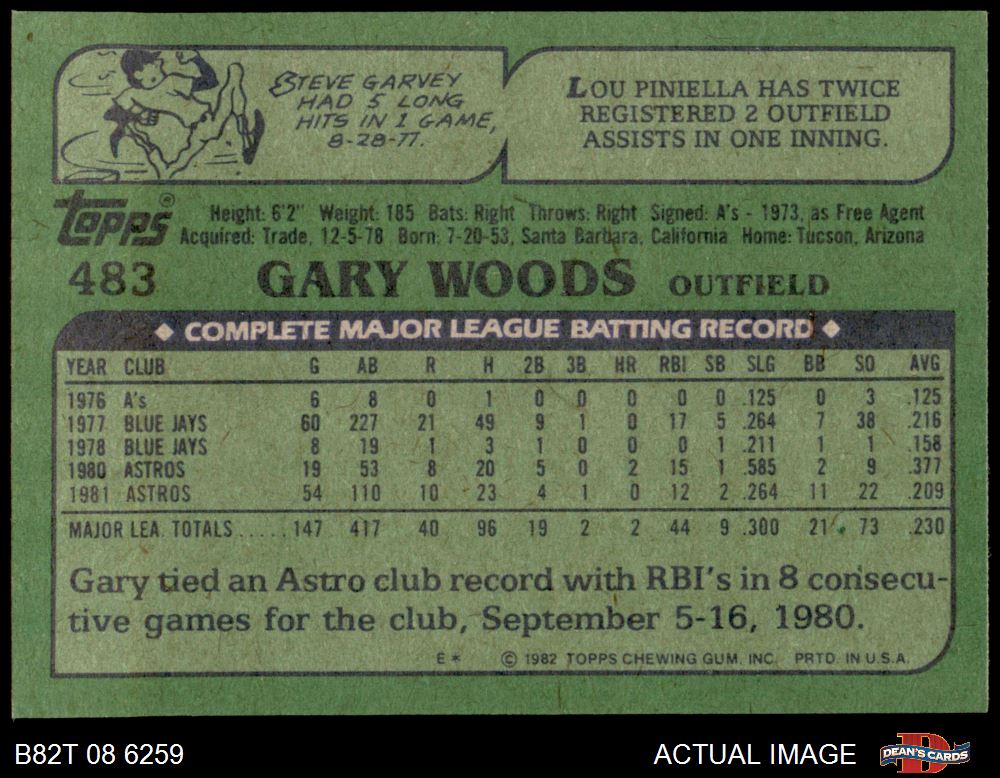 STEVE GARVEY
HAD 5 LONG
HITS IN 1 GAME,
8-28-77.
LOU PINIELLA HAS TWICE
REGISTERED 2 OUTFIELD
ASSISTS IN ONE INNING.
topps®
Height: 6'2" Weight: 185 Bats: Right Throws: Right Signed: A's - 1973, as Free Agent
Acquired: Trade, 12-5-78 Born: 7-20-53, Santa Barbara, California Home: Tucson, Arizona
483 GARY WOODS OUTFIELD
◆ COMPLETE MAJOR LEAGUE BATTING RECORD ◆
YEAR CLUB G AB R H 2B 3B HR RBI SB SLG BB SO AVG
1976 A's 6 8 0 1 0 0 0 0 0 .125 0 3 .125
1977 BLUE JAYS 60 227 21 49 9 1 0 17 5 .264 7 38 .216
1978 BLUE JAYS 8 19 1 3 1 0 0 0 1 .211 1 1 .158
1980 ASTROS 19 53 8 20 5 0 2 15 1 .585 2 9 .377
1981 ASTROS 54 110 10 23 4 1 0 12 2 .264 11 22 .209
MAJOR LEA. TOTALS......147 417 40 96 19 2 2 44 9 .300 21 73 .230
Gary tied an Astro club record with RBI's in 8 consecu-
tive games for the club, September 5-16, 1980.
E* © 1982 TOPPS CHEWING GUM, INC. PRTD. IN U.S.A.
B82T 08 6259
ACTUAL IMAGE
DEAN'S CARDS